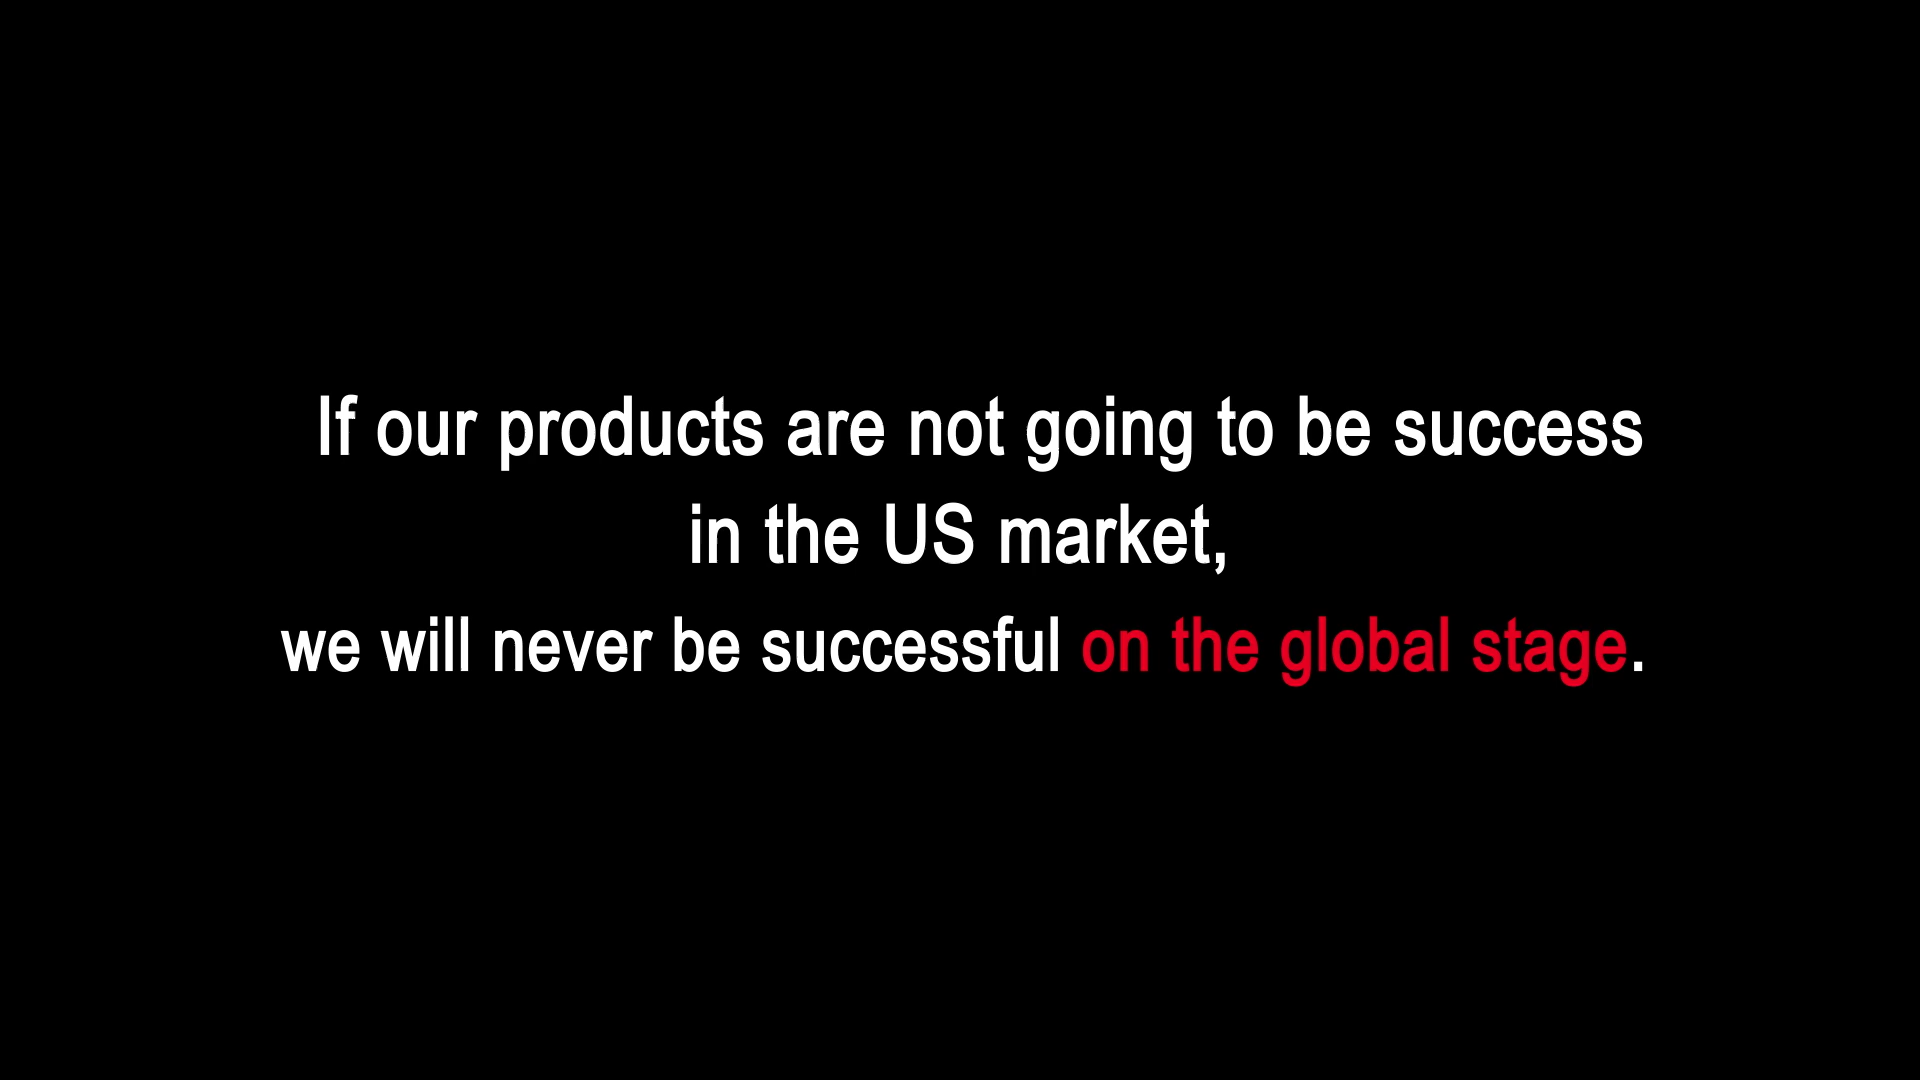 If our products are not going to be success
in the US market,
we will never be successful on the global stage.